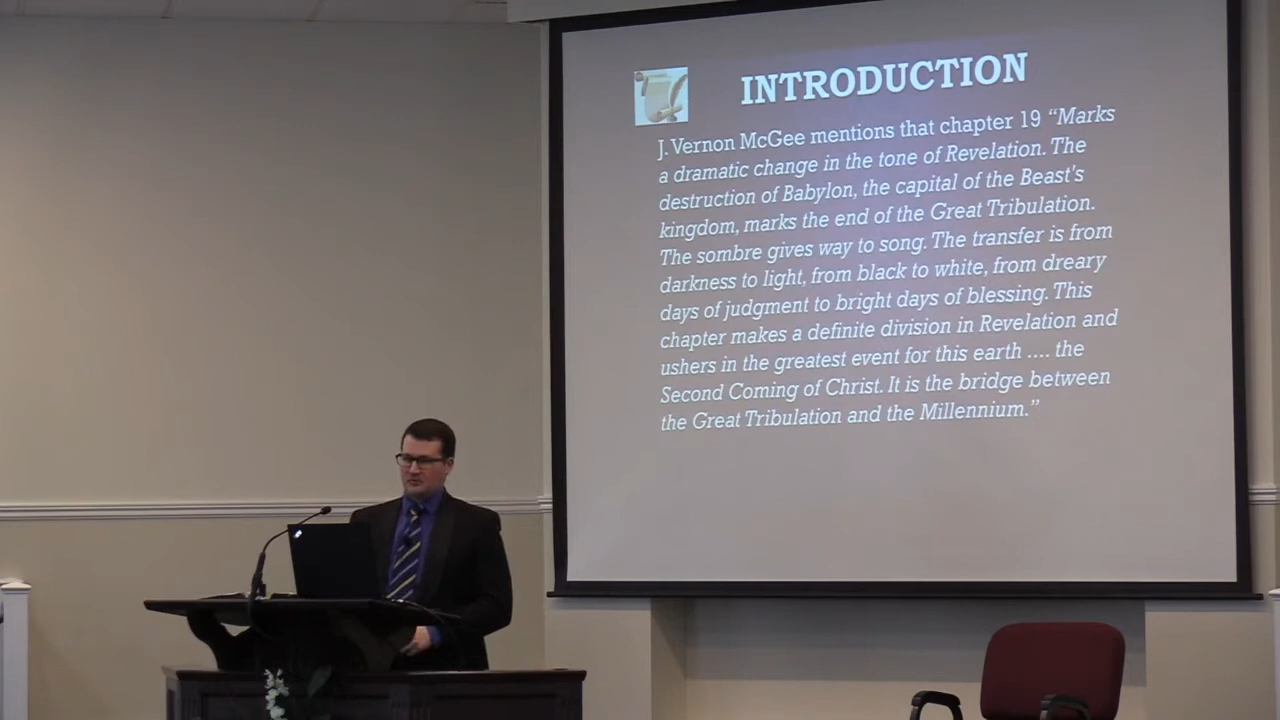 INTRODUCTION
J. Vernon McGee mentions that chapter 19 “Marks
a dramatic change in the tone of Revelation. The
destruction of Babylon, the capital of the Beast's
kingdom, marks the end of the Great Tribulation.
The sombre gives way to song. The transfer is from
darkness to light, from black to white, from dreary
days of judgment to bright days of blessing. This
chapter makes a definite division in Revelation and
ushers in the greatest event for this earth .... the
Second Coming of Christ. It is the bridge between
the Great Tribulation and the Millennium.”